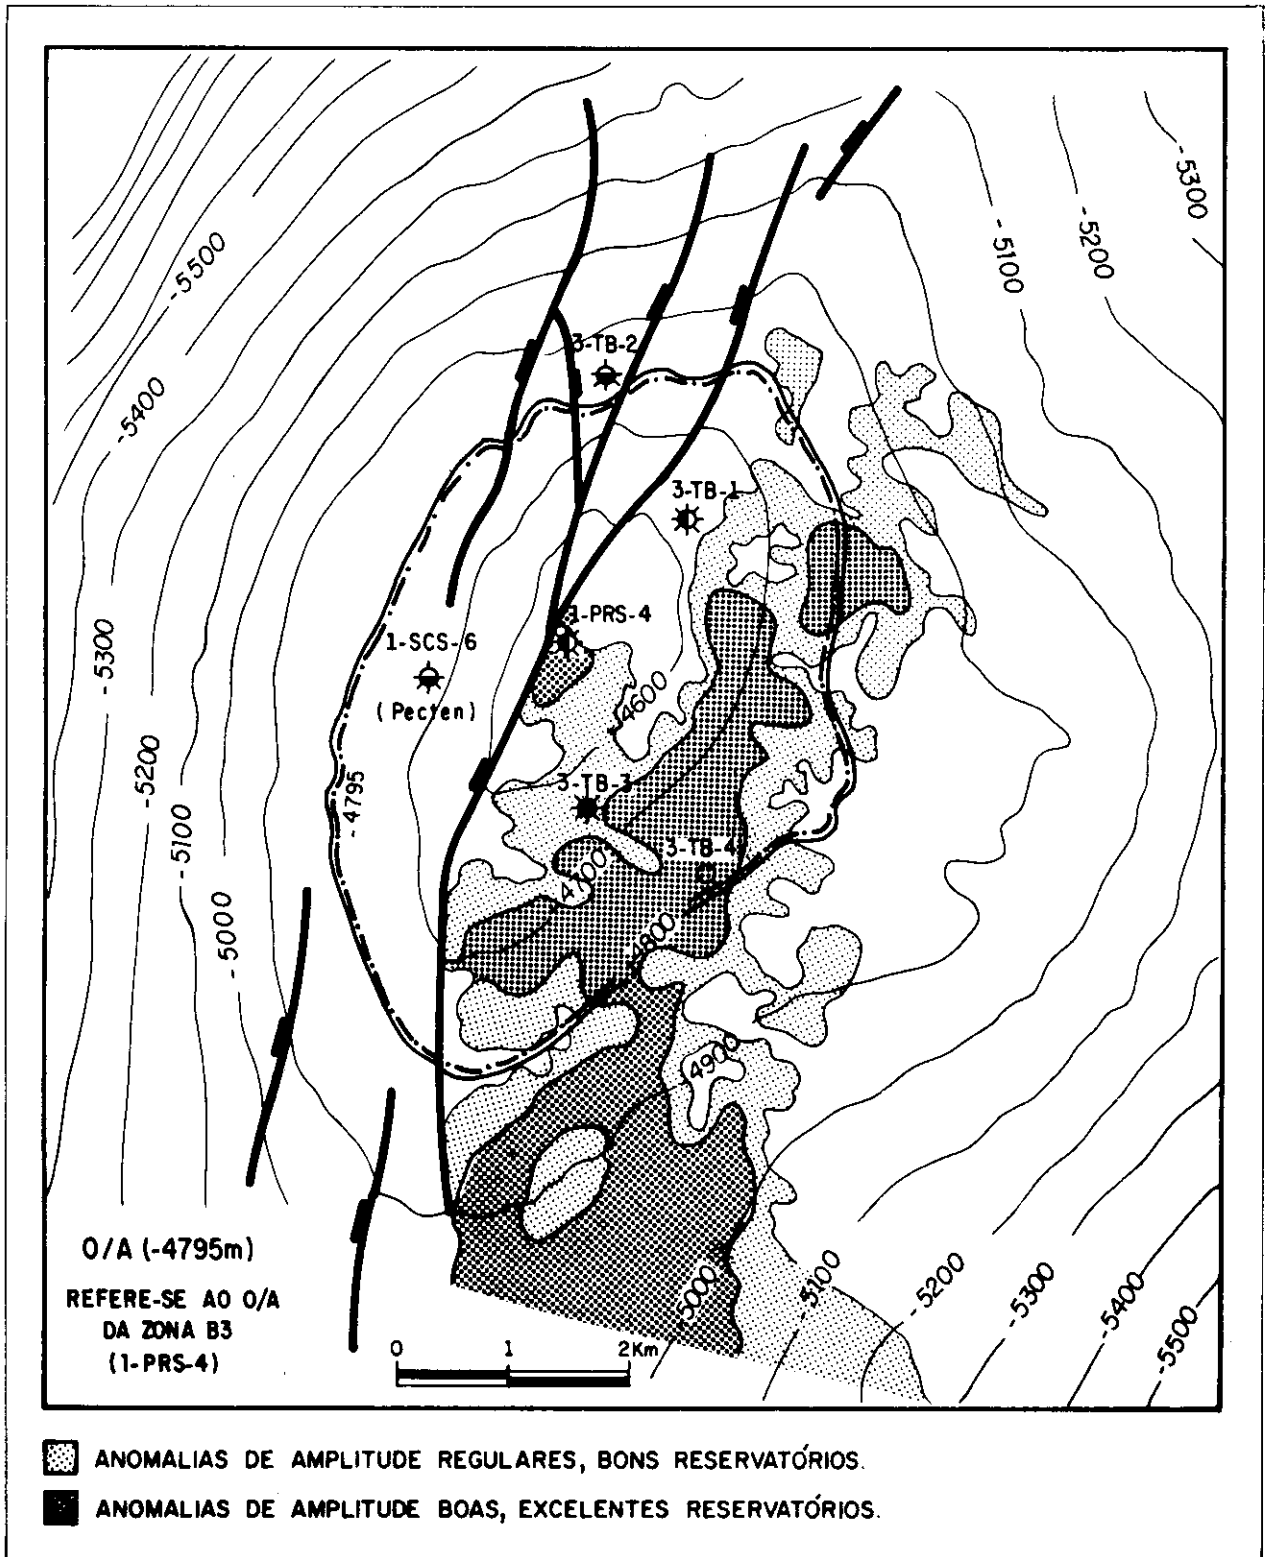 -5300
-5200
-5100
-5500
3-TB-2
-5400
3-TB-1
1-PRS-4
1-SCS-6
(Pecten)
-5300
-4600
-5200
-4795
3-TB-3
-5100
3-TB-4
-4700
-5000
-4800
-4900
O/A (-4795m)
REFERE-SE AO O/A
DA ZONA B3
(1-PRS-4)
-5000
-5100
-5200
-5300
-5400
-5500
0 1 2Km
ANOMALIAS DE AMPLITUDE REGULARES, BONS RESERVATÓRIOS.
ANOMALIAS DE AMPLITUDE BOAS, EXCELENTES RESERVATÓRIOS.